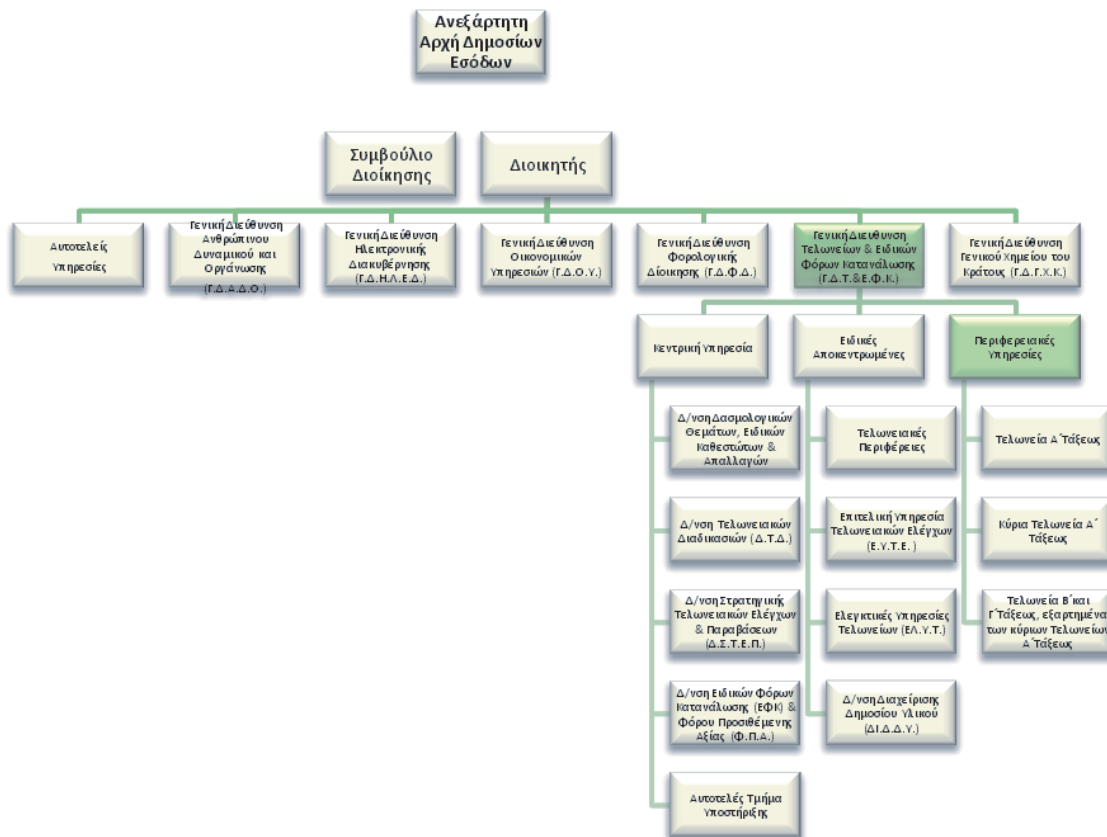 Ανεξάρτητη
Αρχή Δημοσίων
Εσόδων
Συμβούλιο
Διοίκησης
Διοικητής
Αυτοτελείς
Υπηρεσίες
Γενική Διεύθυνση
Ανθρώπινου
Δυναμικού και
Οργάνωσης
(Γ.Δ.Α.Δ.Ο.)
Γενική Διεύθυνση
Ηλεκτρονικής
Διακυβέρνησης
(Γ.Δ.Η.Λ.Ε.Δ.)
Γενική Διεύθυνση
Οικονομικών
Υπηρεσιών (Γ.Δ.Ο.Υ.)
Γενική Διεύθυνση
Φορολογικής
Δίοικησης (Γ.Δ.Φ.Δ.)
Γενική Διευθυνση
Τελωνείων & Ειδικών
Φόρων Κατανάλωσης
(Γ.Δ.Τ.&Ε.Φ.Κ.)
Γενική Διεύθυνση
Γενικού Χημείου του
Κράτους (Γ.Δ.Γ.Χ.Κ.)
Κεντρική Υπηρεσία
Ειδικές
Αποκεντρωμένες
Περιφερειακές
Υπηρεσίες
Δ/νση Δασμολογικών
Θεμάτων, Ειδικών
Καθεστώτων &
Απαλλαγών
Τελωνειακές
Περιφέρειες
Τελωνεία Α΄Τάξεως
Δ/νση Τελωνειακών
Διαδικασιών (Δ.Τ.Δ.)
Επιτελική Υπηρεσία
Τελωνειακών Ελέγχων
(Ε.Υ.Τ.Ε.)
Κύρια Τελωνεία Α΄
Τάξεως
Δ/νση Στρατηγικής
Τελωνειακών Ελέγχων
& Παραβάσεων
(Δ.Σ.Τ.Ε.Π.)
Ελεγκτικές Υπηρεσίες
Τελωνείων (ΕΛ.Υ.Τ.)
Τελωνεία Β΄και
Γ΄Τάξεως, εξαρτημένα
των κύριων Τελωνείων
Α΄Τάξεως
Δ/νση Ειδικών Φόρων
Κατανάλωσης (ΕΦΚ) &
Φόρου Προσιθέμενης
Αξίας (Φ.Π.Α.)
Δ/νση Διαχείρισης
Δημοσίου Υλικού
(ΔΙ.Δ.Δ.Υ.)
Αυτοτελές Τμήμα
Υποστήριξης